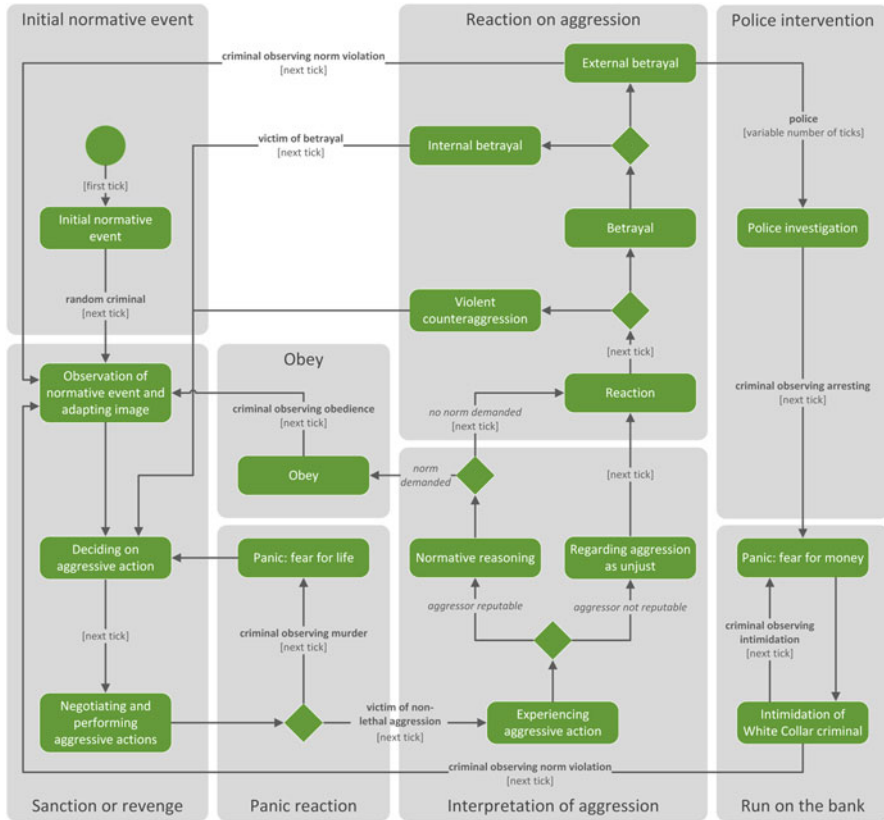 Initial normative event
Reaction on aggression
Police intervention
criminal observing norm violation
[next tick]
External betrayal
police
[variable number of ticks]
victim of betrayal
[next tick]
Internal betrayal
[first tick]
Initial normative
event
Betrayal
Police investigation
random criminal
[next tick]
Violent
counteraggression
[next tick]
Obey
Observation of
normative event and
adapting image
criminal observing obedience
[next tick]
no norm demanded
[next tick]
Reaction
criminal observing arresting
[next tick]
Obey
norm
demanded
[next tick]
Deciding on
aggressive action
Panic: fear for life
Normative reasoning
Regarding aggression
as unjust
Panic: fear for money
aggressor reputable
aggressor not reputable
[next tick]
criminal observing murder
[next tick]
criminal observing
intimidation
[next tick]
Negotiating and
performing
aggressive actions
victim of non-
lethal aggression
[next tick]
Experiencing
aggressive action
Intimidation of
White Collar criminal
criminal observing norm violation
[next tick]
Sanction or revenge
Panic reaction
Interpretation of aggression
Run on the bank